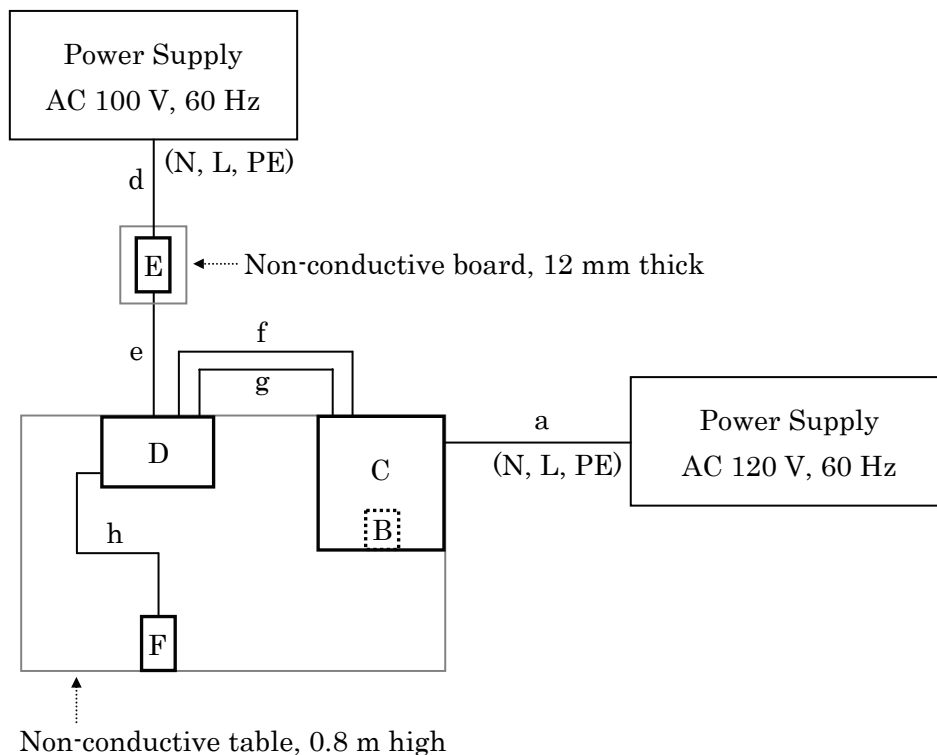 Power Supply
AC 100 V, 60 Hz
(N, L, PE)
d
E
Non-conductive board, 12 mm thick
e
f
g
D
C
B
a
(N, L, PE)
Power Supply
AC 120 V, 60 Hz
h
F
Non-conductive table, 0.8 m high